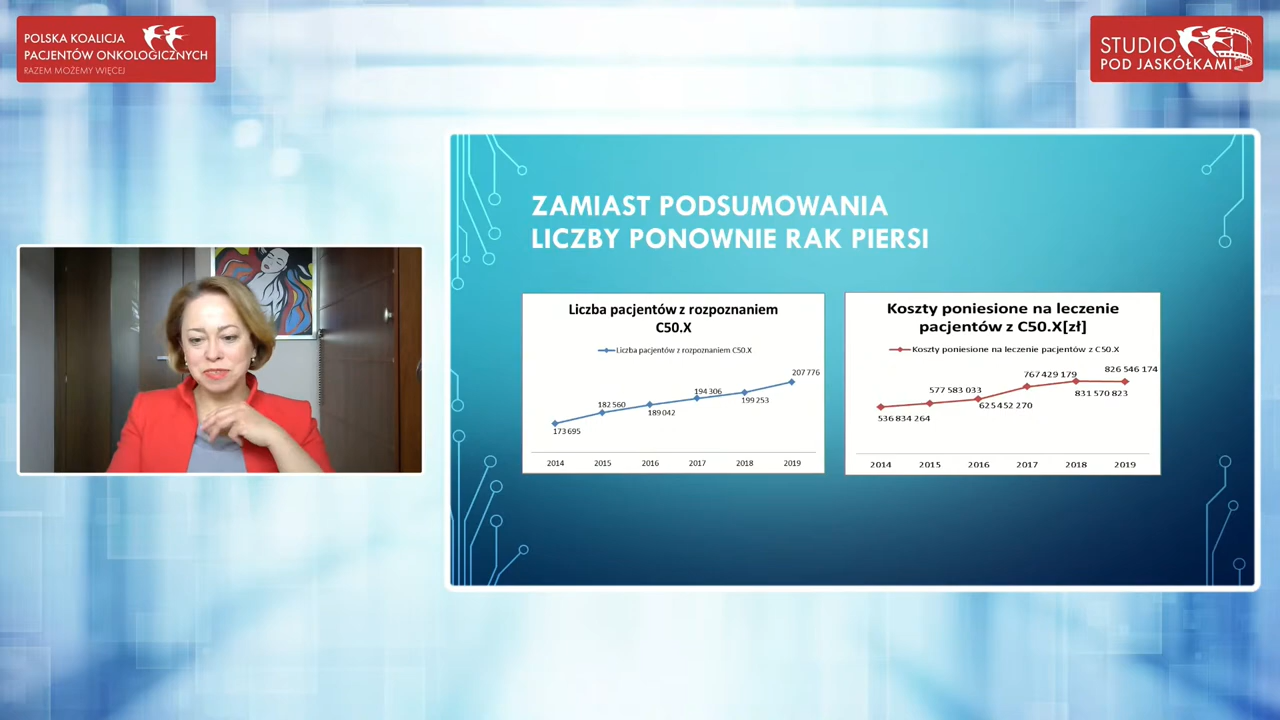 POLSKA KOALICJA
PACJENTÓW ONKOLOGICZNYCH
RAZEM MOŻEMY WIĘCEJ
STUDIO
POD JASKÓŁKAMI
ZAMIAST PODSUMOWANIA
LICZBY PONOWNIE RAK PIERSI
Liczba pacjentów z rozpoznaniem
C50.X
Liczba pacjentów z rozpoznaniem C50.X
173 695
182 560
189 042
194 306
199 253
207 776
2014 2015 2016 2017 2018 2019
Koszty poniesione na leczenie
pacjentów z C50.X[zł]
Koszty poniesione na leczenie pacjentów z C50.X
536 834 264
577 583 033
625 452 270
767 429 179
831 570 823
826 546 174
2014 2015 2016 2017 2018 2019